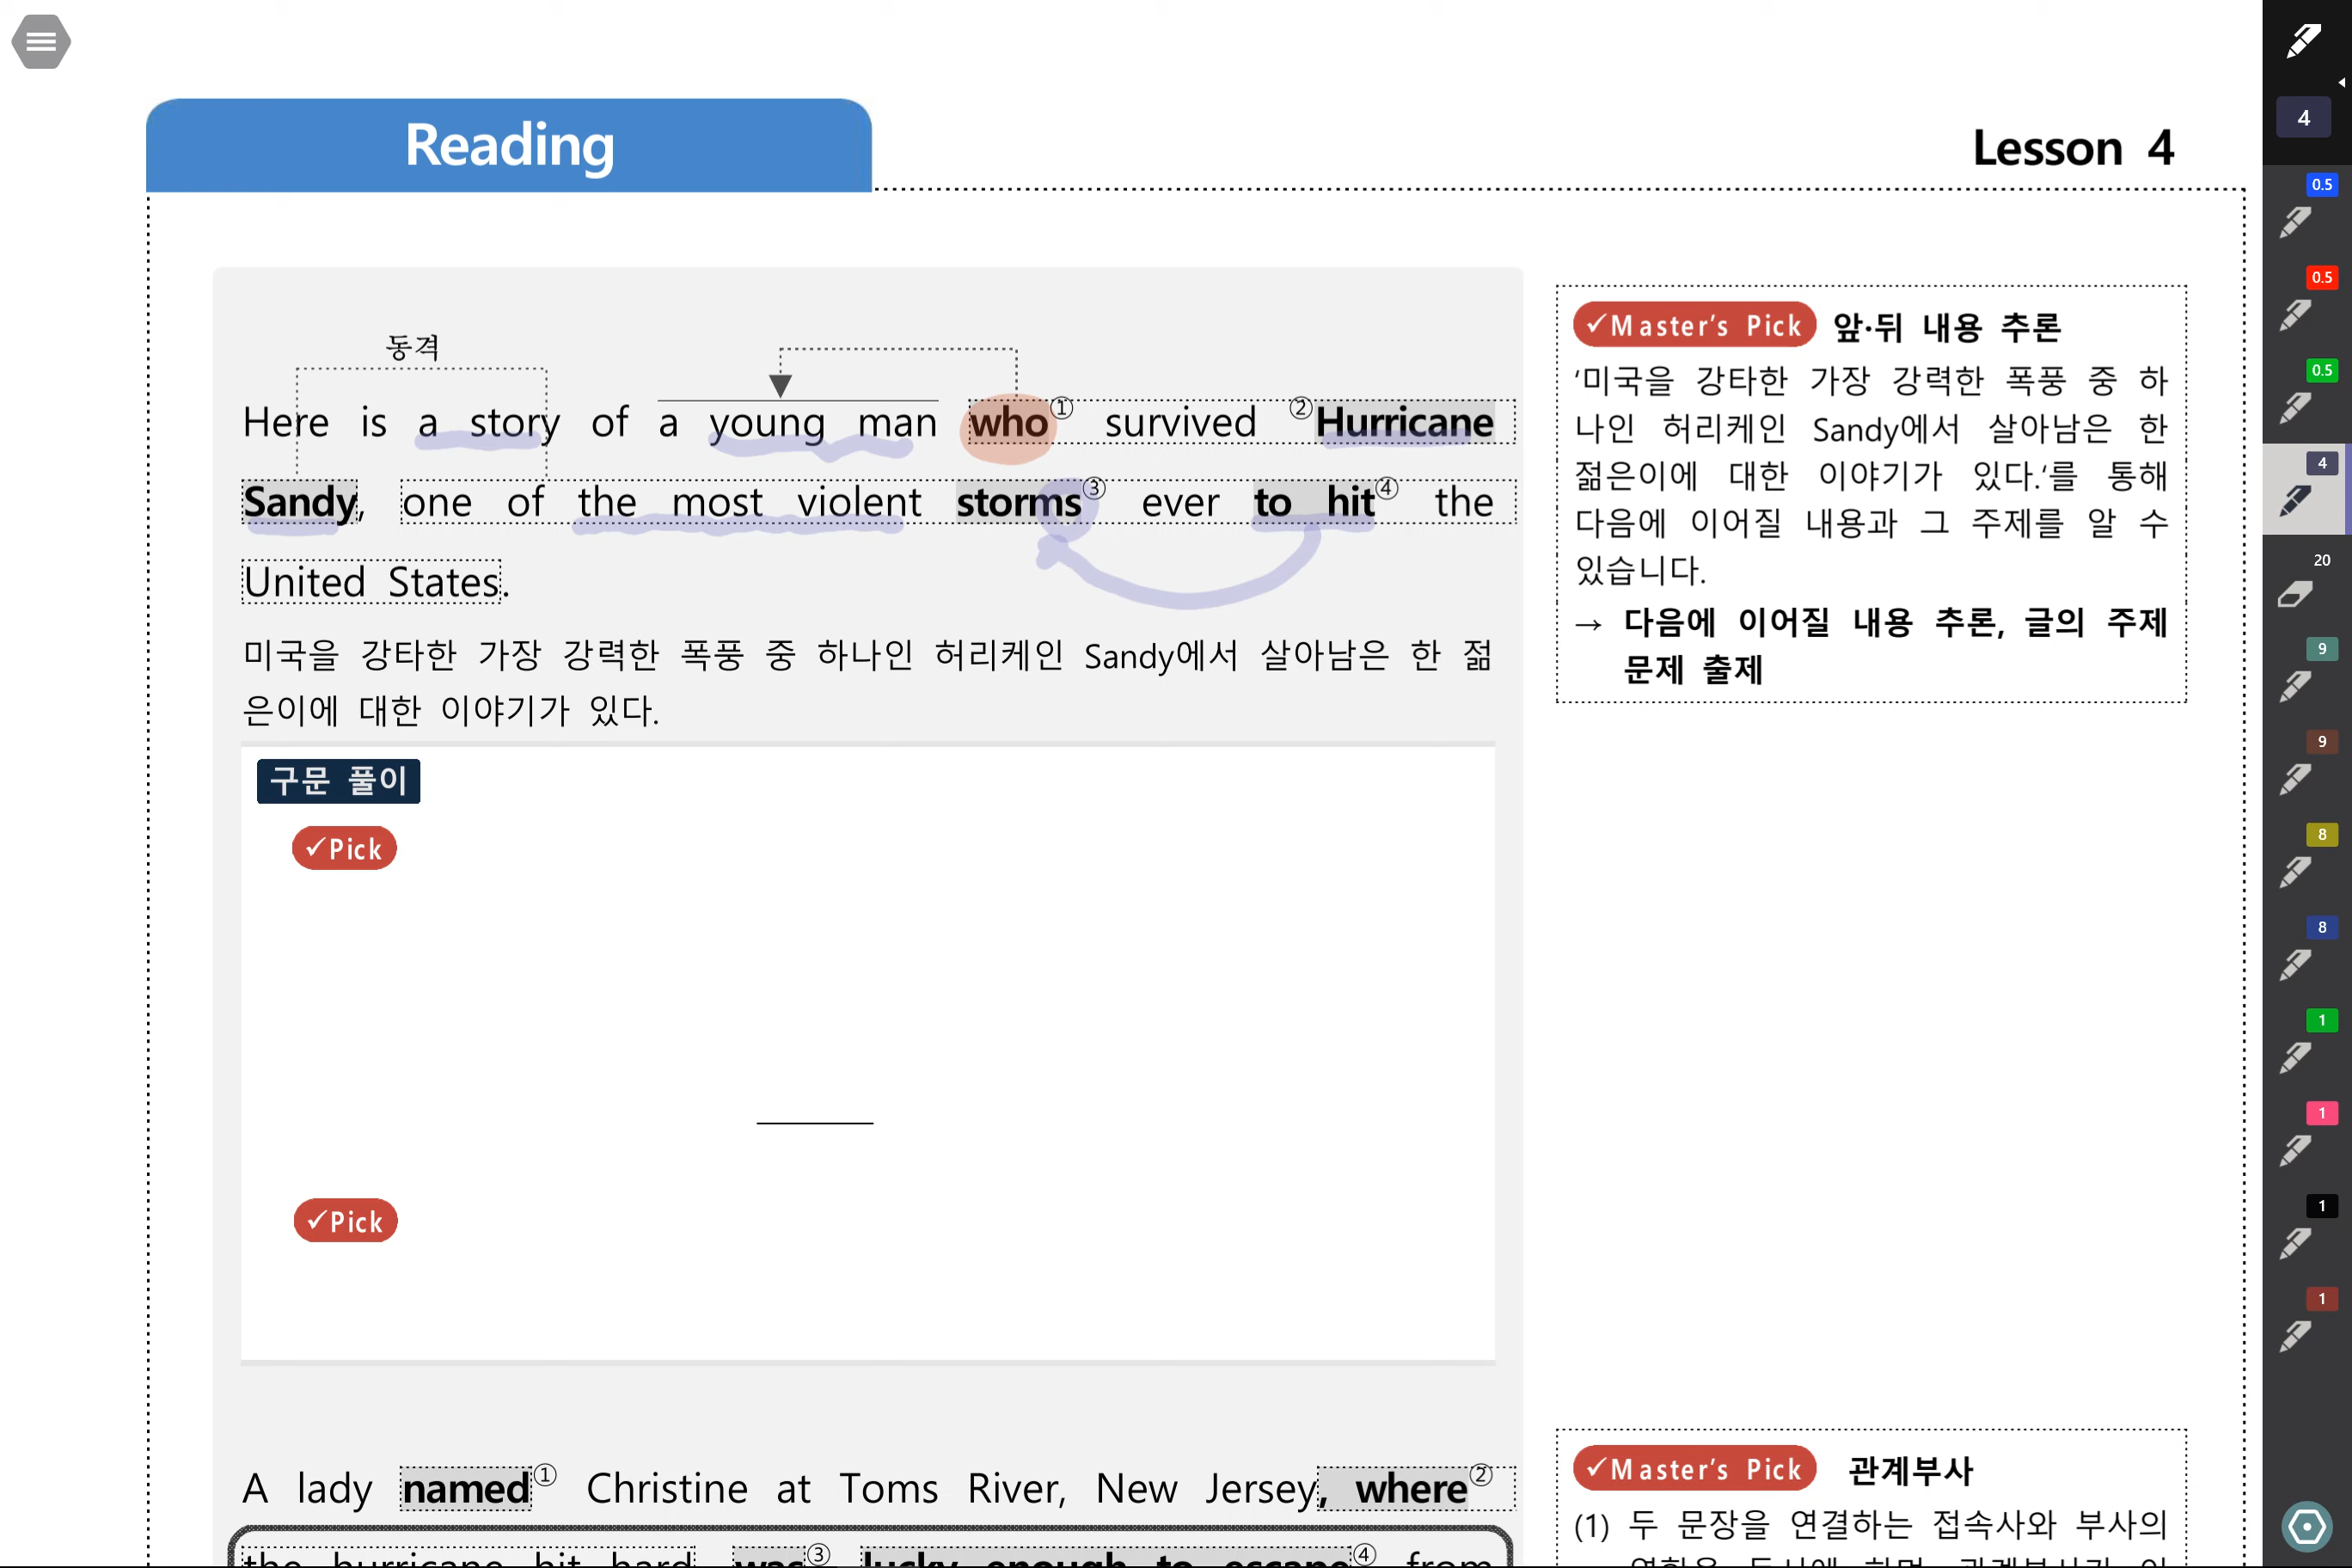 Reading
Lesson 4
동격
Here is a story of a young man who① survived ②Hurricane
Sandy, one of the most violent storms③ ever to hit④ the
United States.
미국을 강타한 가장 강력한 폭풍 중 하나인 허리케인 Sandy에서 살아남은 한 젊
은이에 대한 이야기가 있다.
구문 풀이
✓Pick
✓Pick
A lady named① Christine at Toms River, New Jersey, where②
the hurricane hit hard was③ lucky enough to escape④ from
✓Master's Pick 앞·뒤 내용 추론
'미국을 강타한 가장 강력한 폭풍 중 하
나인 허리케인 Sandy에서 살아남은 한
젊은이에 대한 이야기가 있다.'를 통해
다음에 이어질 내용과 그 주제를 알 수
있습니다.
→ 다음에 이어질 내용 추론, 글의 주제
문제 출제
✓Master's Pick 관계부사
(1) 두 문장을 연결하는 접속사와 부사의
4
0.5
0.5
0.5
4
20
9
9
8
8
1
1
1
1